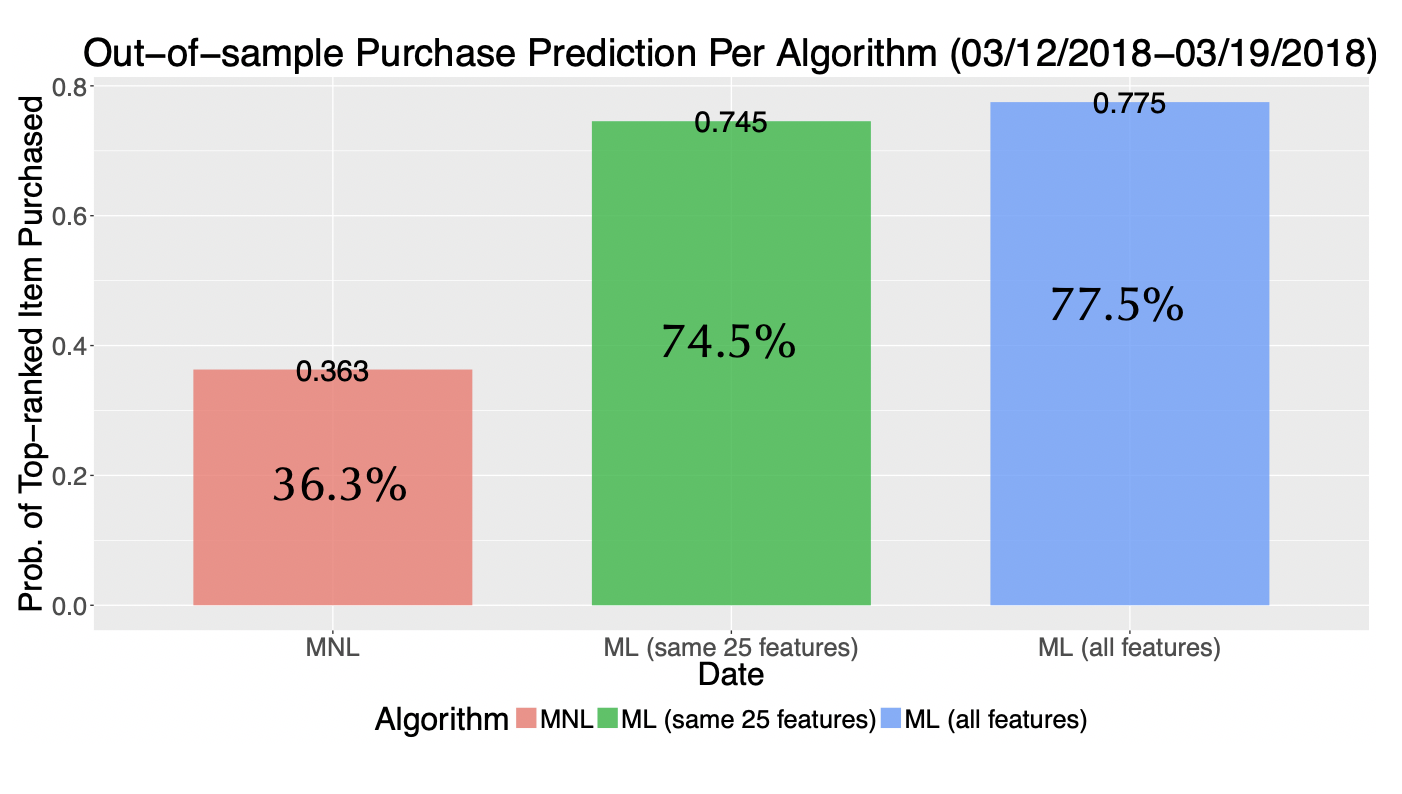 Out-of-sample Purchase Prediction Per Algorithm (03/12/2018-03/19/2018)
Prob. of Top-ranked Item Purchased
0.8
0.6
0.4
0.2
0.0
0.363
0.745
0.775
36.3%
74.5%
77.5%
MNL
ML (same 25 features)
ML (all features)
Date
Algorithm MNL ML (same 25 features) ML (all features)